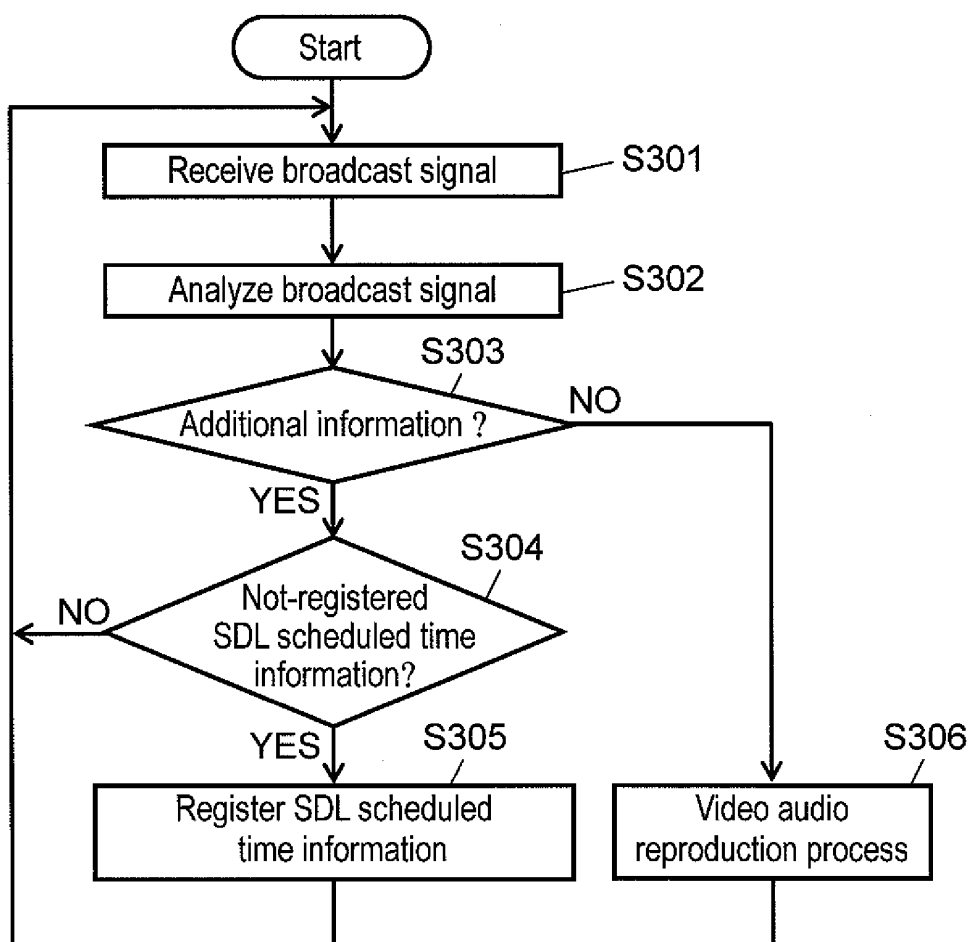 Start
Receive broadcast signal
S301
Analyze broadcast signal
S302
S303
Additional information ?
NO
YES
S304
Not-registered
SDL scheduled time
information?
NO
YES
S305
Register SDL scheduled
time information
S306
Video audio
reproduction process